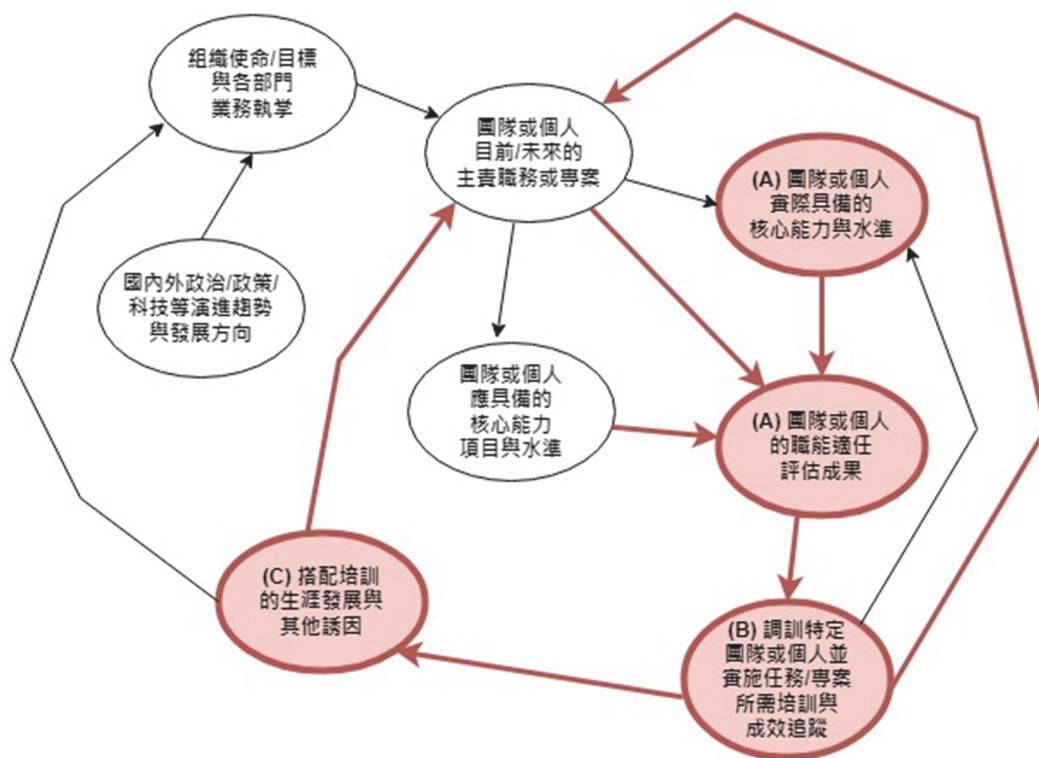 組織使命/目標
與各部門
業務執掌
團隊或個人
目前/未來的
主責職務或專案
(A) 團隊或個人
實際具備的
核心能力與水準
國內外政治/政策/
科技等演進趨勢
與發展方向
團隊或個人
應具備的
核心能力
項目與水準
(A) 團隊或個人
的職能適任
評估成果
(C) 搭配培訓
的生涯發展與
其他誘因
(B) 調訓特定
團隊或個人並
實施任務/專案
所需培訓與
成效追蹤